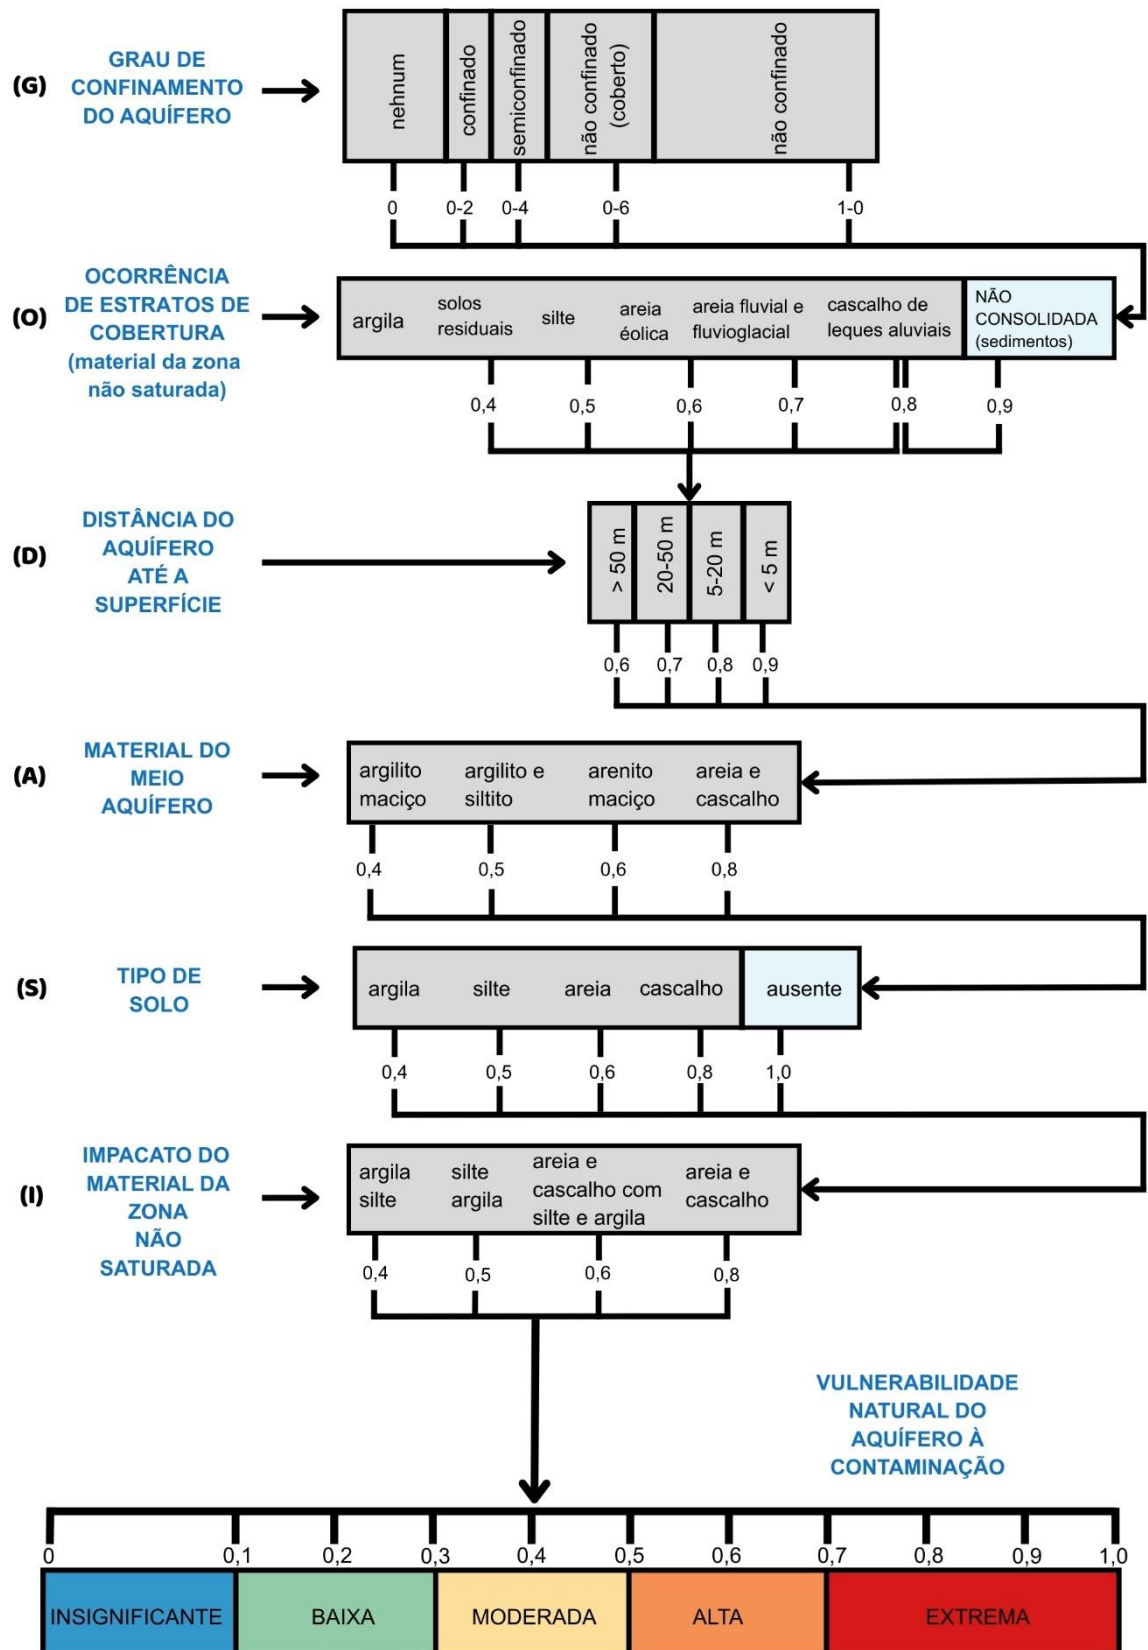 (G)
GRAU DE
CONFINAMENTO
DO AQUÍFERO
nehnum
confinado
semiconfinado
não confinado
(coberto)
não confinado
0
0-2
0-4
0-6
1-0
(O)
OCORRÊNCIA
DE ESTRATOS DE
COBERTURA
(material da zona
não saturada)
argila
solos
residuais
silte
areia
éolica
areia fluvial e
fluvioglacial
cascalho de
leques aluviais
NÃO
CONSOLIDADA
(sedimentos)
0,4
0,5
0,6
0,7
0,8
0,9
(D)
DISTÂNCIA DO
AQUÍFERO
ATÉ A
SUPERFÍCIE
> 50 m
20-50 m
5-20 m
< 5 m
0,6
0,7
0,8
0,9
(A)
MATERIAL DO
MEIO
AQUÍFERO
argilito
maciço
argilito e
siltito
arenito
maciço
areia e
cascalho
0,4
0,5
0,6
0,8
(S)
TIPO DE
SOLO
argila
silte
areia
cascalho
ausente
0,4
0,5
0,6
0,8
1,0
(I)
IMPACATO DO
MATERIAL DA
ZONA
NÃO
SATURADA
argila
silte
silte
argila
areia e
cascalho com
silte e argila
areia e
cascalho
0,4
0,5
0,6
0,8
VULNERABILIDADE
NATURAL DO
AQUÍFERO À
CONTAMINAÇÃO
0
0,1
0,2
0,3
0,4
0,5
0,6
0,7
0,8
0,9
1,0
INSIGNIFICANTE
BAIXA
MODERADA
ALTA
EXTREMA